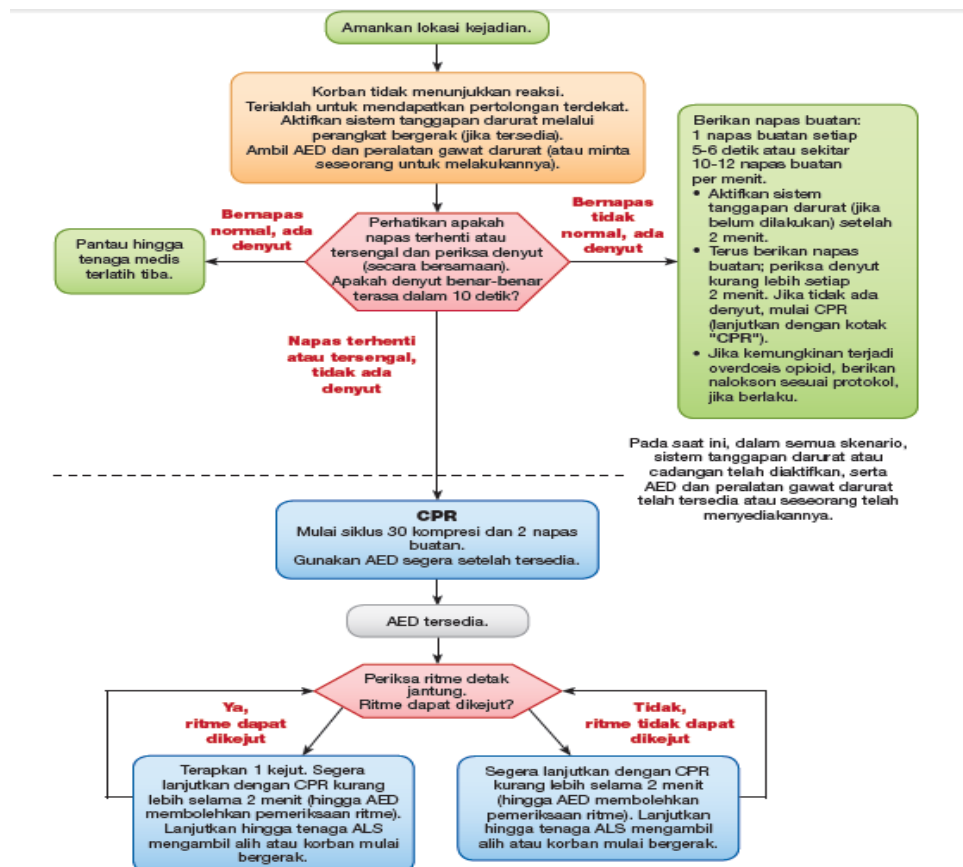 Amankan lokasi kejadian.
Korban tidak menunjukkan reaksi.
Teriaklah untuk mendapatkan pertolongan terdekat.
Aktifkan sistem tanggapan darurat melalui
perangkat bergerak (jika tersedia).
Ambil AED dan peralatan gawat darurat (atau minta
seseorang untuk melakukannya).
Bernapas
normal, ada
denyut
Pantau hingga
tenaga medis
terlatih tiba.
Perhatikan apakah
napas terhenti atau
tersengal dan periksa denyut
(secara bersamaan).
Apakah denyut benar-benar
terasa dalam 10 detik?
Bernapas
tidak
normal, ada
denyut
Berikan napas buatan:
1 napas buatan setiap
5-6 detik atau sekitar
10-12 napas buatan
per menit.
• Aktifkan sistem
tanggapan darurat (jika
belum dilakukan) setelah
2 menit.
• Terus berikan napas
buatan; periksa denyut
kurang lebih setiap
2 menit. Jika tidak ada
denyut, mulai CPR
(lanjutkan dengan kotak
"CPR").
• Jika kemungkinan terjadi
overdosis opioid, berikan
nalokson sesuai protokol,
jika berlaku.
Napas terhenti
atau tersengal,
tidak ada
denyut
Pada saat ini, dalam semua skenario,
sistem tanggapan darurat atau
cadangan telah diaktifkan, serta
AED dan peralatan gawat darurat
telah tersedia atau seseorang telah
menyediakannya.
CPR
Mulai siklus 30 kompresi dan 2 napas
buatan.
Gunakan AED segera setelah tersedia.
AED tersedia.
Periksa ritme detak
jantung.
Ritme dapat dikejut?
Ya,
ritme dapat
dikejut
Tidak,
ritme tidak dapat
dikejut
Terapkan 1 kejut. Segera
lanjutkan dengan CPR kurang
lebih selama 2 menit (hingga AED
membolehkan pemeriksaan ritme).
Lanjutkan hingga tenaga ALS
mengambil alih atau korban mulai
bergerak.
Segera lanjutkan dengan CPR
kurang lebih selama 2 menit
(hingga AED membolehkan
pemeriksaan ritme). Lanjutkan
hingga tenaga ALS mengambil
alih atau korban mulai bergerak.